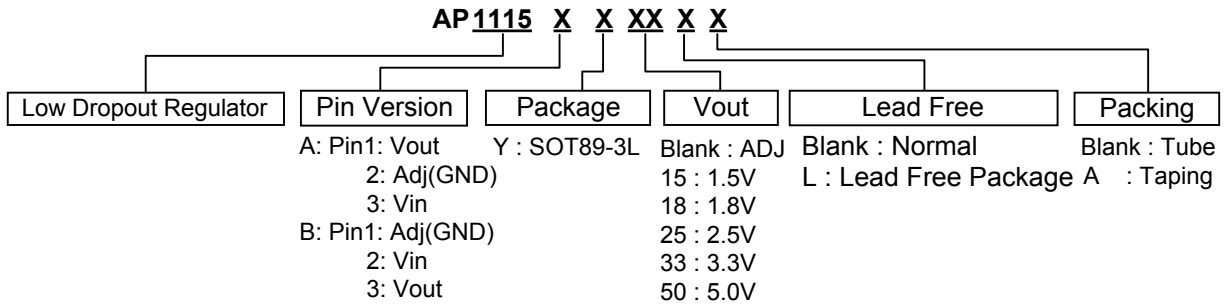 AP1115 X X XX X X
Low Dropout Regulator
Pin Version
A: Pin1: Vout
2: Adj(GND)
3: Vin
B: Pin1: Adj(GND)
2: Vin
3: Vout
Package
Y : SOT89-3L
Vout
Blank : ADJ
15 : 1.5V
18 : 1.8V
25 : 2.5V
33 : 3.3V
50 : 5.0V
Lead Free
Blank : Normal
L : Lead Free Package
Packing
Blank : Tube
A : Taping